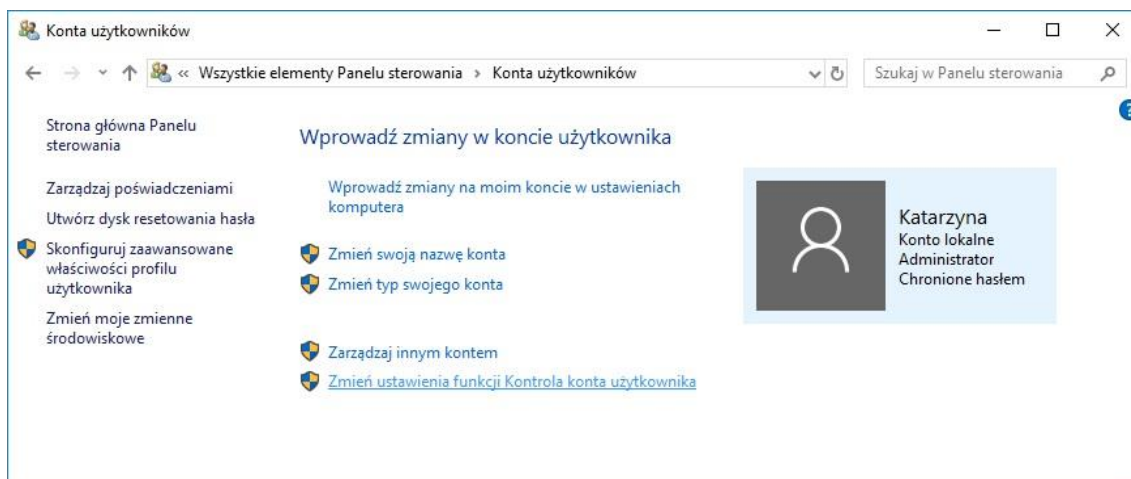 Konta użytkowników
« Wszystkie elementy Panelu sterowania › Konta użytkowników
Szukaj w Panelu sterowania
?
Strona główna Panelu
sterowania
Zarządzaj poświadczeniami
Utwórz dysk resetowania hasła
Skonfiguruj zaawansowane
właściwości profilu
użytkownika
Zmień moje zmienne
środowiskowe
Wprowadź zmiany w koncie użytkownika
Wprowadź zmiany na moim koncie w ustawieniach
komputera
Zmień swoją nazwę konta
Zmień typ swojego konta
Zarządzaj innym kontem
Zmień ustawienia funkcji Kontrola konta użytkownika
Katarzyna
Konto lokalne
Administrator
Chronione hasłem